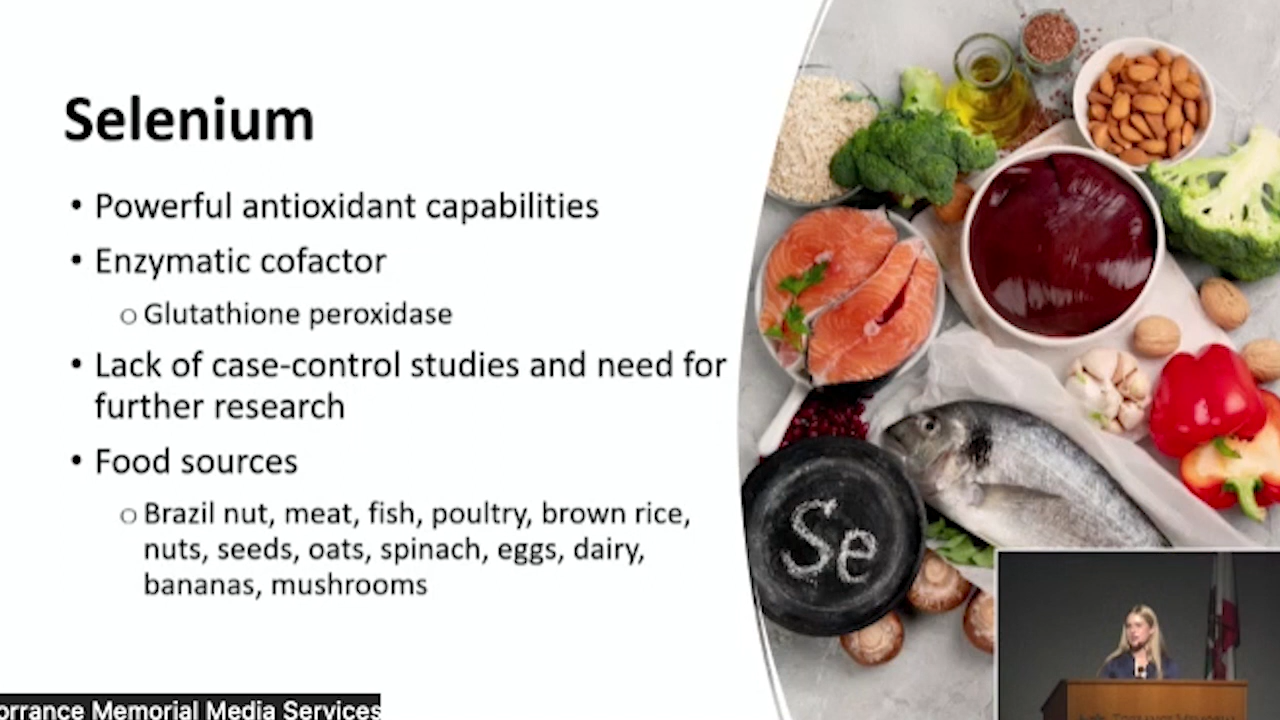 Selenium
• Powerful antioxidant capabilities
• Enzymatic cofactor
○ Glutathione peroxidase
• Lack of case-control studies and need for
further research
• Food sources
○ Brazil nut, meat, fish, poultry, brown rice,
nuts, seeds, oats, spinach, eggs, dairy,
bananas, mushrooms
Se
orrance Memorial Media Services